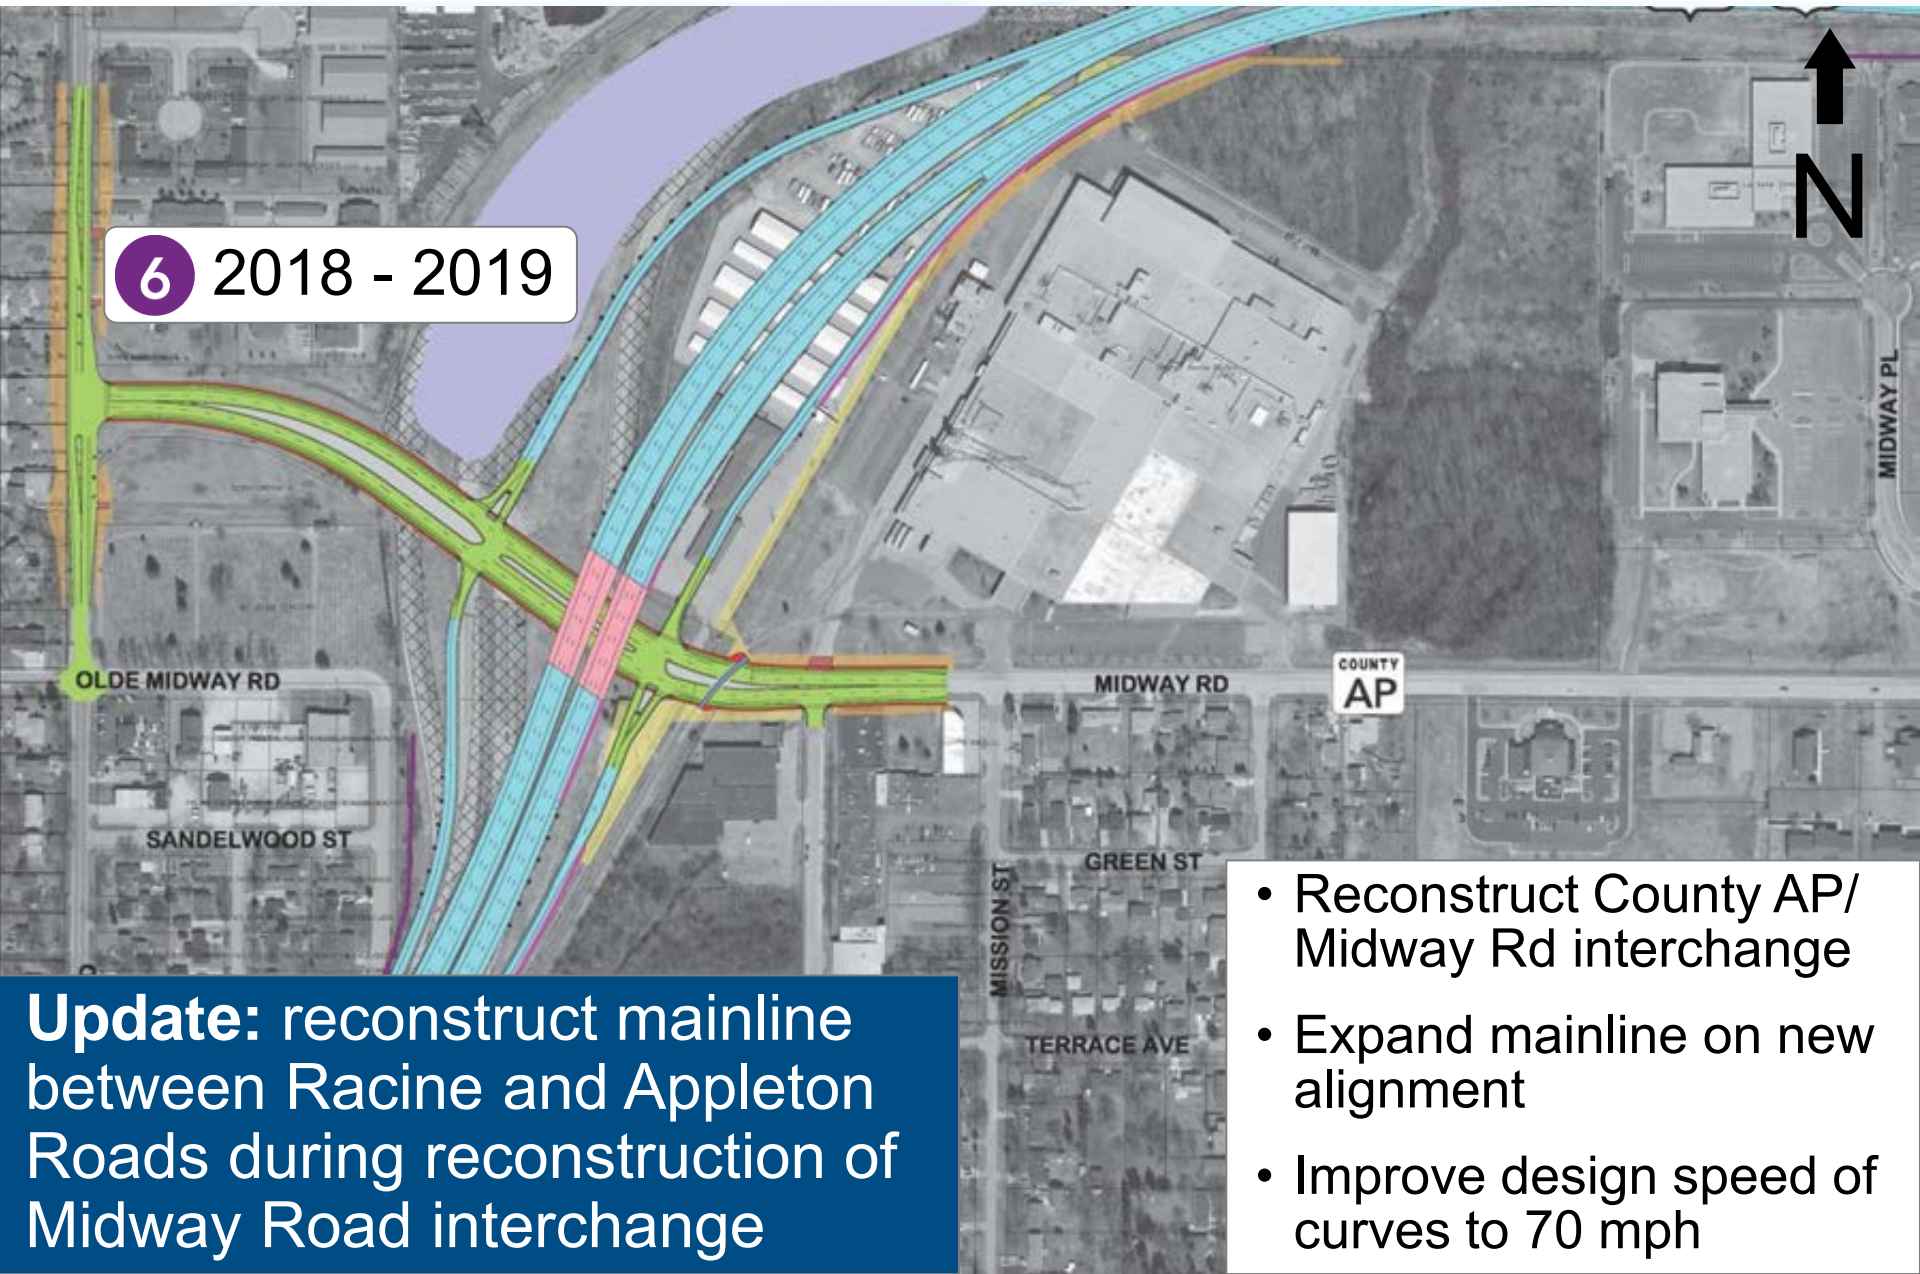 N
6 2018 - 2019
MIDWAY PL
OLDE MIDWAY RD
MIDWAY RD
COUNTY
AP
SANDELWOOD ST
GREEN ST
MISSION ST
TERRACE AVE
Update: reconstruct mainline
between Racine and Appleton
Roads during reconstruction of
Midway Road interchange
• Reconstruct County AP/
Midway Rd interchange
• Expand mainline on new
alignment
• Improve design speed of
curves to 70 mph